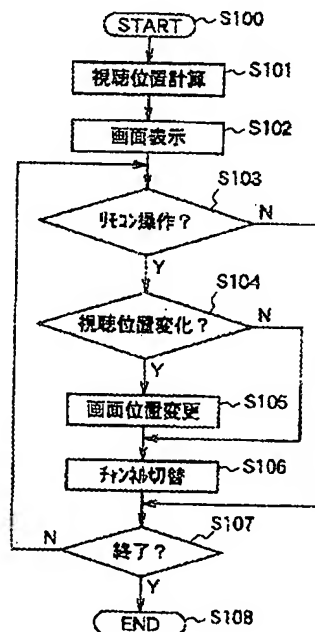 START S100
視聴位置計算 S101
画面表示 S102
S103
リモコン操作？ N
Y
S104
視聴位置変化？ N
Y
画面位置変更 S105
チャンネル切替 S106
S107
N 終了？
Y
END S108